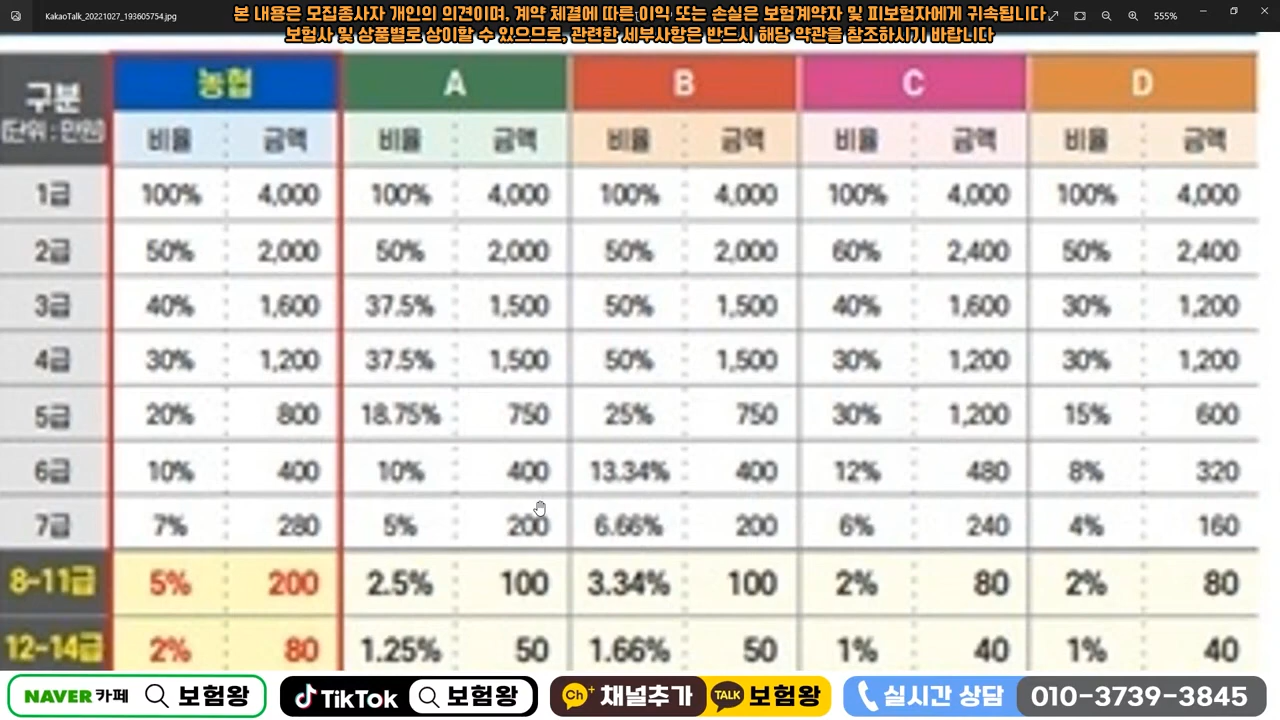 KakaoTalk_20221027_193605754.jpg
555%
본 내용은 모집종사자 개인의 의견이며, 계약 체결에 따른 이익 또는 손실은 보험계약자 및 피보험자에게 귀속됩니다
보험사 및 상품별로 상이할 수 있으므로, 관련한 세부사항은 반드시 해당 약관을 참조하시기 바랍니다
구분 농협 A B C D
(단위 : 만원) 비율 금액 비율 금액 비율 금액 비율 금액 비율 금액
1급 100% 4,000 100% 4,000 100% 4,000 100% 4,000 100% 4,000
2급 50% 2,000 50% 2,000 50% 2,000 60% 2,400 50% 2,400
3급 40% 1,600 37.5% 1,500 50% 1,500 40% 1,600 30% 1,200
4급 30% 1,200 37.5% 1,500 50% 1,500 30% 1,200 30% 1,200
5급 20% 800 18.75% 750 25% 750 30% 1,200 15% 600
6급 10% 400 10% 400 13.34% 400 12% 480 8% 320
7급 7% 280 5% 200 6.66% 200 6% 240 4% 160
8-11급 5% 200 2.5% 100 3.34% 100 2% 80 2% 80
12-14급 2% 80 1.25% 50 1.66% 50 1% 40 1% 40
NAVER 카페 보험왕 TikTok 보험왕 Ch+ 채널추가 TALK 보험왕 실시간 상담 010-3739-3845